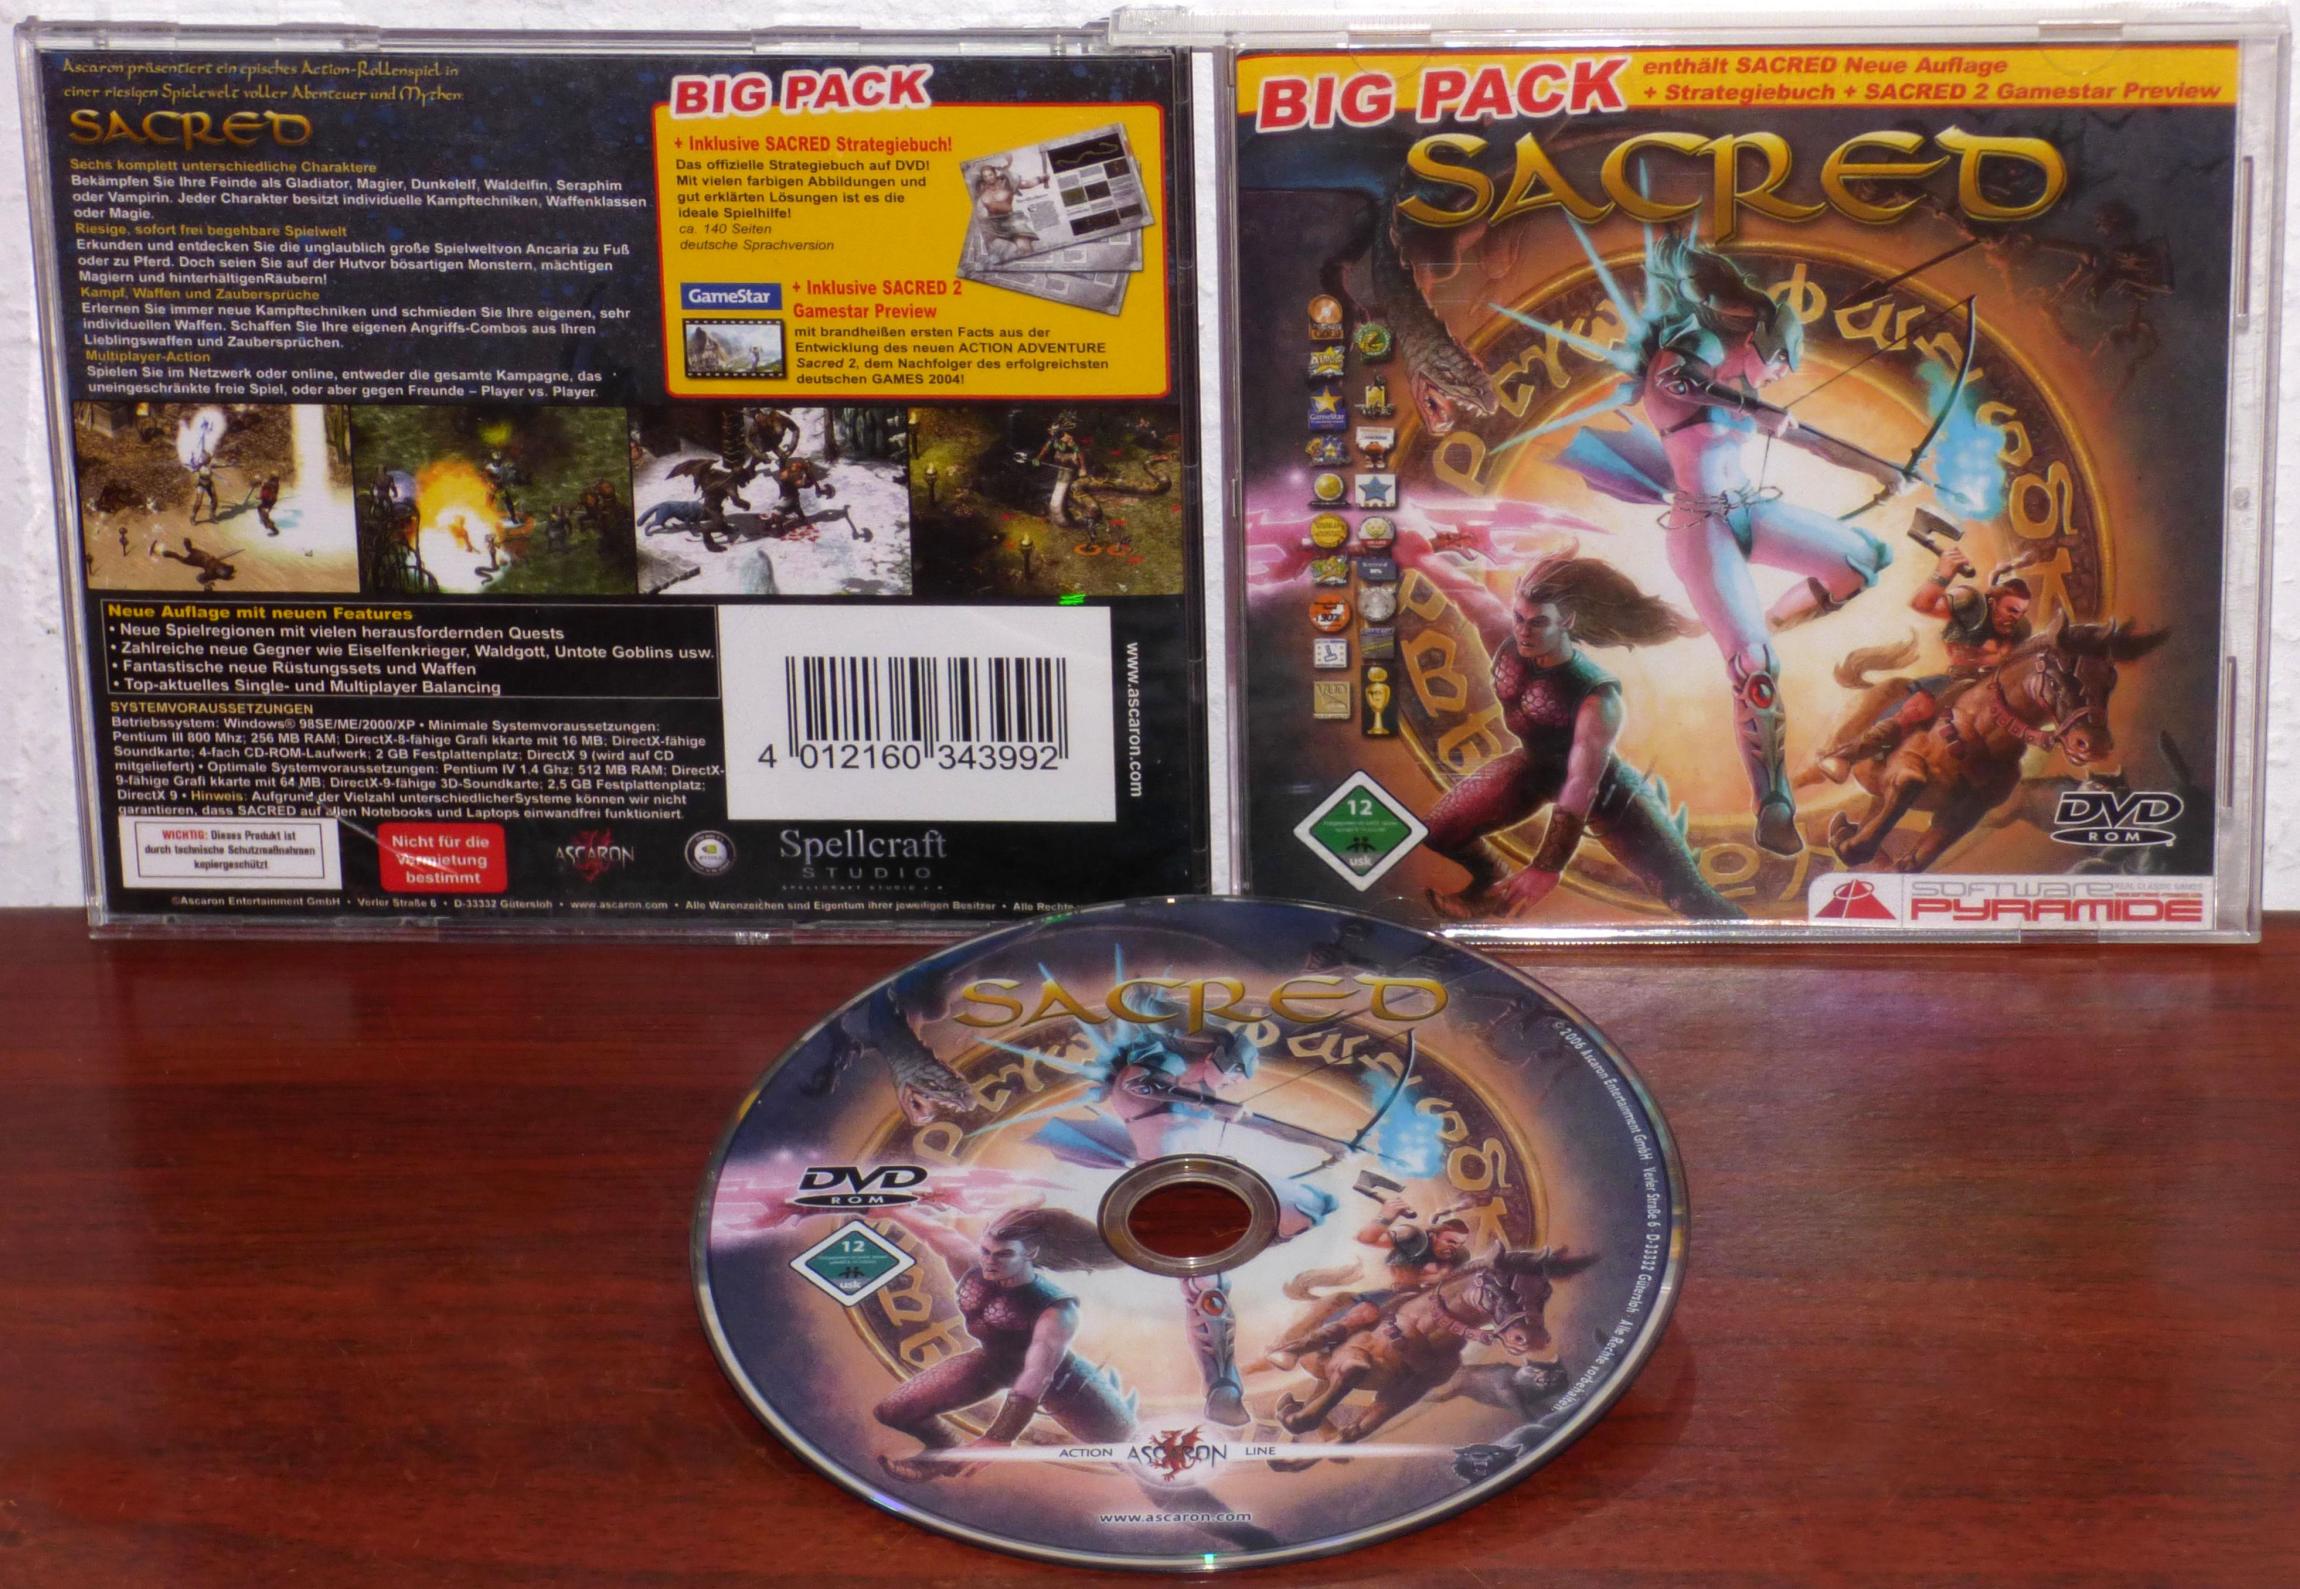 Ascaron präsentiert ein episches Action-Rollenspiel in
einer riesigen Spielewelt voller Abenteuer und Mythen.
SACRED
Sechs komplett unterschiedliche Charaktere
Bekämpfen Sie Ihre Feinde als Gladiator, Magier, Dunkelelf, Waldelfin, Seraphim
oder Vampirin. Jeder Charakter besitzt individuelle Kampftechniken, Waffenklassen
oder Magie.
Riesige, sofort frei begehbare Spielwelt
Erkunden und entdecken Sie die unglaublich große Spielweltvon Ancaria zu Fuß
oder zu Pferd. Doch seien Sie auf der Hutvor bösartigen Monstern, mächtigen
Magiern und hinterhältigenRäubern!
Kampf, Waffen und Zaubersprüche
Erlernen Sie immer neue Kampftechniken und schmieden Sie Ihre eigenen, sehr
individuellen Waffen. Schaffen Sie Ihre eigenen Angriffs-Combos aus Ihren
Lieblingswaffen und Zaubersprüchen.
Multiplayer-Action
Spielen Sie im Netzwerk oder online, entweder die gesamte Kampagne, das
uneingeschränkte freie Spiel, oder aber gegen Freunde – Player vs. Player.
BIG PACK
+ Inklusive SACRED Strategiebuch!
Das offizielle Strategiebuch auf DVD!
Mit vielen farbigen Abbildungen und
gut erklärten Lösungen ist es die
ideale Spielhilfe!
ca. 140 Seiten
deutsche Sprachversion
GameStar
+ Inklusive SACRED 2
Gamestar Preview
mit brandheißen ersten Facts aus der
Entwicklung des neuen ACTION ADVENTURE
Sacred 2, dem Nachfolger des erfolgreichsten
deutschen GAMES 2004!
Neue Auflage mit neuen Features
• Neue Spielregionen mit vielen herausfordernden Quests
• Zahlreiche neue Gegner wie Eiselfenkrieger, Waldgott, Untote Goblins usw.
• Fantastische neue Rüstungssets und Waffen
• Top-aktuelles Single- und Multiplayer Balancing
SYSTEMVORAUSSETZUNGEN
Betriebssystem: Windows® 98SE/ME/2000/XP • Minimale Systemvoraussetzungen:
Pentium III 800 Mhz; 256 MB RAM; DirectX-8-fähige Grafi kkarte mit 16 MB; DirectX-fähige
Soundkarte; 4-fach CD-ROM-Laufwerk; 2 GB Festplattenplatz; DirectX 9 (wird auf CD
mitgeliefert) • Optimale Systemvoraussetzungen: Pentium IV 1,4 Ghz; 512 MB RAM; DirectX-
9-fähige Grafi kkarte mit 64 MB; DirectX-9-fähige 3D-Soundkarte; 2,5 GB Festplattenplatz;
DirectX 9 • Hinweis: Aufgrund der Vielzahl unterschiedlicherSysteme können wir nicht
garantieren, dass SACRED auf allen Notebooks und Laptops einwandfrei funktioniert.
4 012160 343992
www.ascaron.com
WICHTIG: Dieses Produkt ist
durch technische Schutzmaßnahmen
kopiergeschützt
Nicht für die
Vermietung
bestimmt
ASCARON
Spellcraft
STUDIO
©Ascaron Entertainment GmbH • Verler Straße 6 • D-33332 Gütersloh • www.ascaron.com • Alle Warenzeichen sind Eigentum ihrer jeweiligen Besitzer • Alle Rechte
BIG PACK
enthält SACRED Neue Auflage
+ Strategiebuch + SACRED 2 Gamestar Preview
SACRED
GameStar
12
usk
DVD
ROM
SOFTWARE
PYRAMIDE
REAL CLASSIC GAMES
SACRED
© 2006 Ascaron Entertainment GmbH · Verler Straße 6 · D-33332 Gütersloh · Alle Rechte vorbehalten.
DVD
ROM
12
usk
ACTION ASCARON LINE
www.ascaron.com